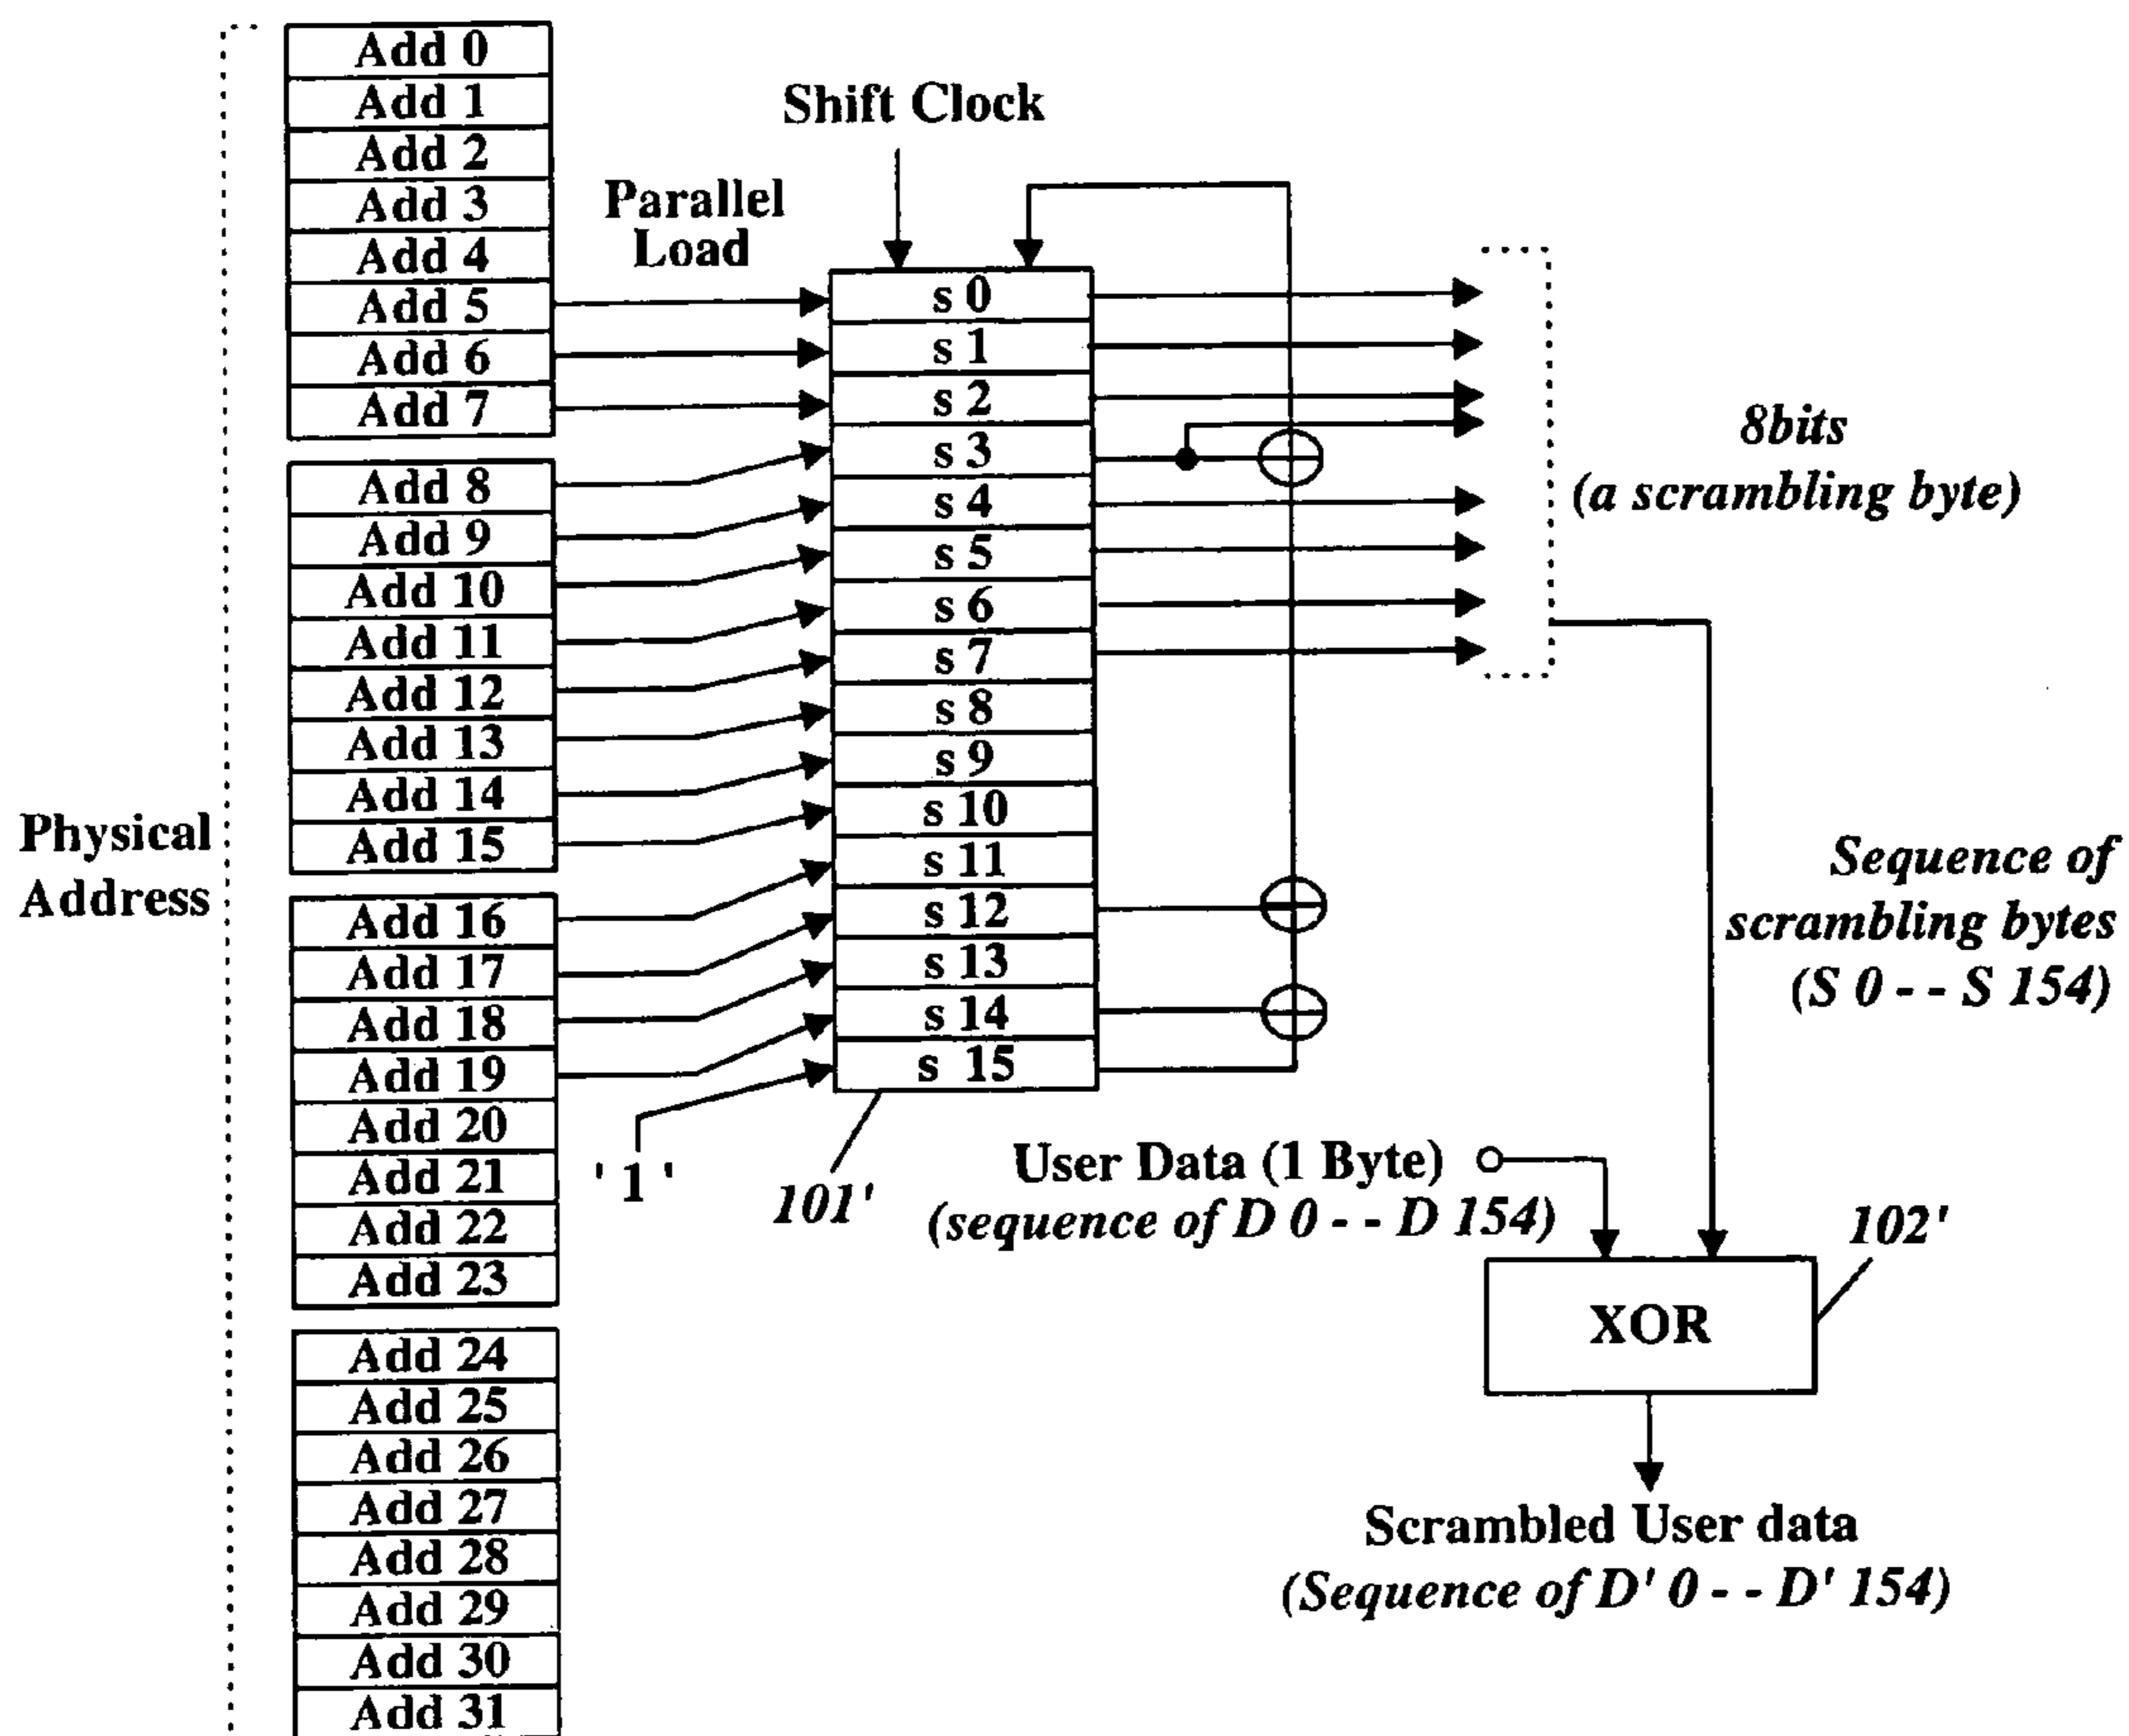 Add 0
Add 1
Add 2
Add 3
Add 4
Add 5
Add 6
Add 7
Add 8
Add 9
Add 10
Add 11
Add 12
Add 13
Add 14
Add 15
Add 16
Add 17
Add 18
Add 19
Add 20
Add 21
Add 22
Add 23
Add 24
Add 25
Add 26
Add 27
Add 28
Add 29
Add 30
Add 31
Physical
Address
Parallel
Load
Shift Clock
s 0
s 1
s 2
s 3
s 4
s 5
s 6
s 7
s 8
s 9
s 10
s 11
s 12
s 13
s 14
s 15
' 1 '
101'
8bits
(a scrambling byte)
Sequence of
scrambling bytes
(S 0 - - S 154)
User Data (1 Byte)
(sequence of D 0 - - D 154)
102'
XOR
Scrambled User data
(Sequence of D' 0 - - D' 154)